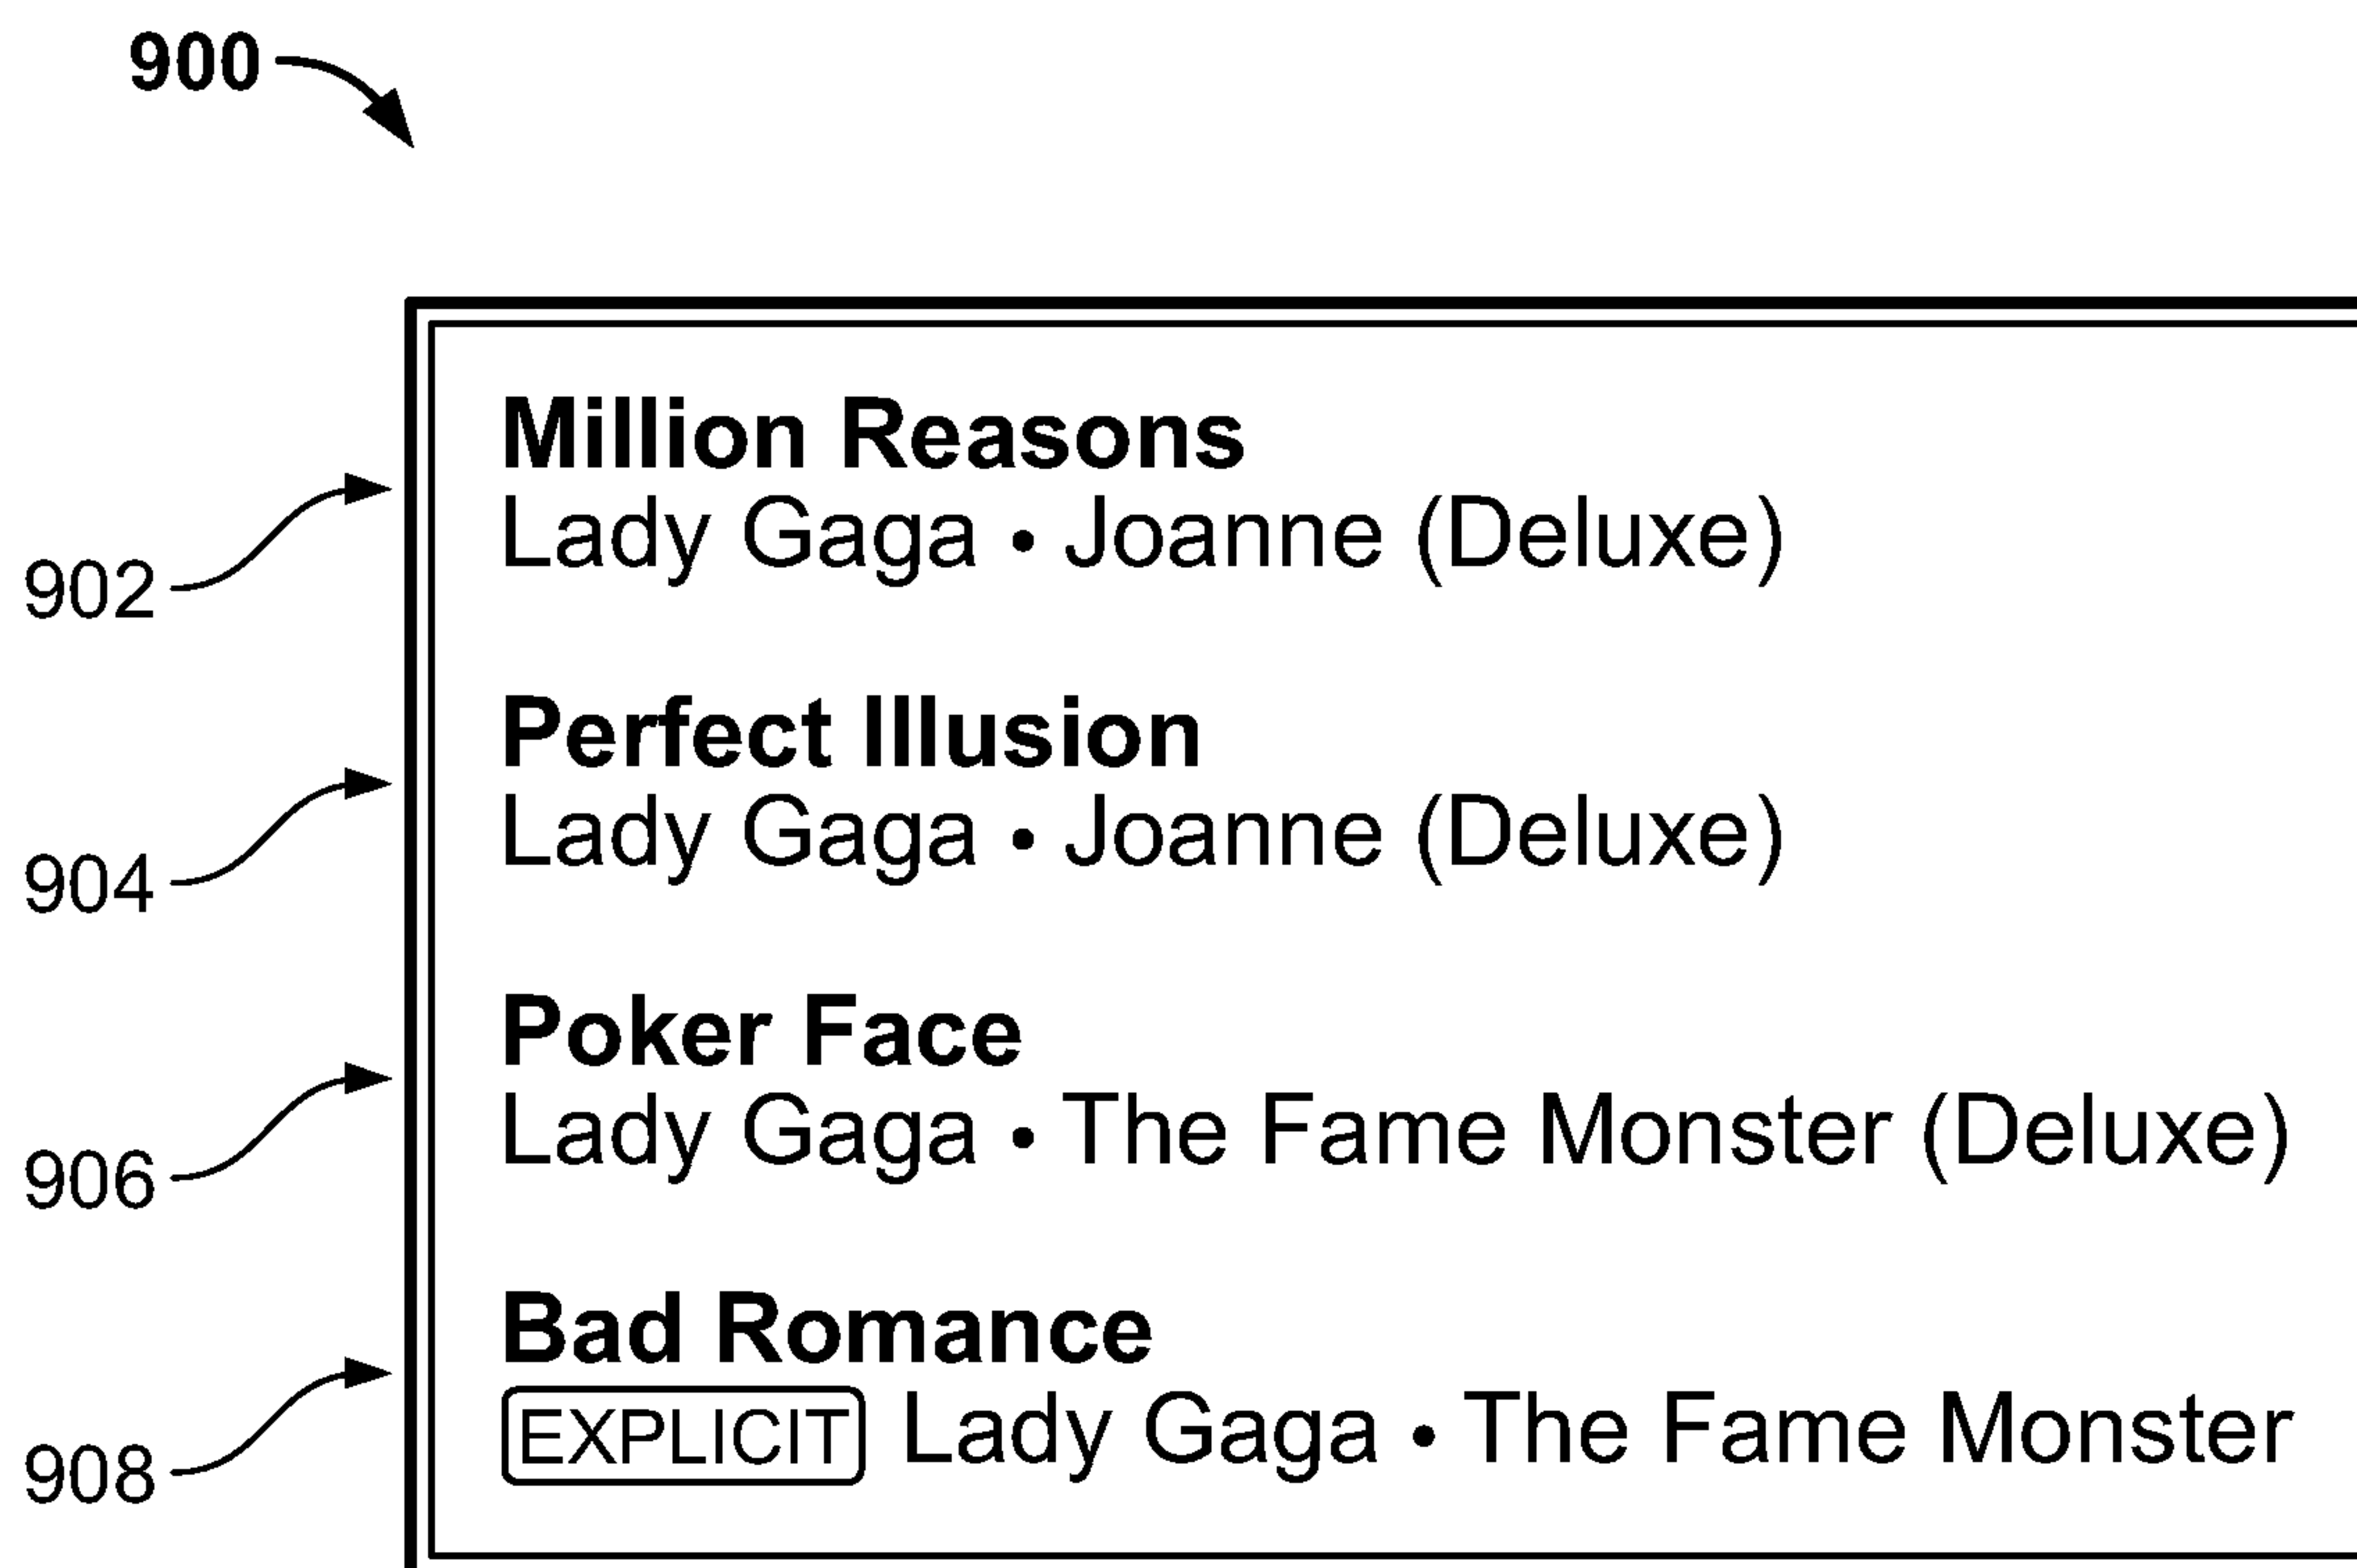 900
Million Reasons
902
Lady Gaga • Joanne (Deluxe)
Perfect Illusion
904
Lady Gaga • Joanne (Deluxe)
Poker Face
906
Lady Gaga • The Fame Monster (Deluxe)
Bad Romance
908
EXPLICIT Lady Gaga • The Fame Monster